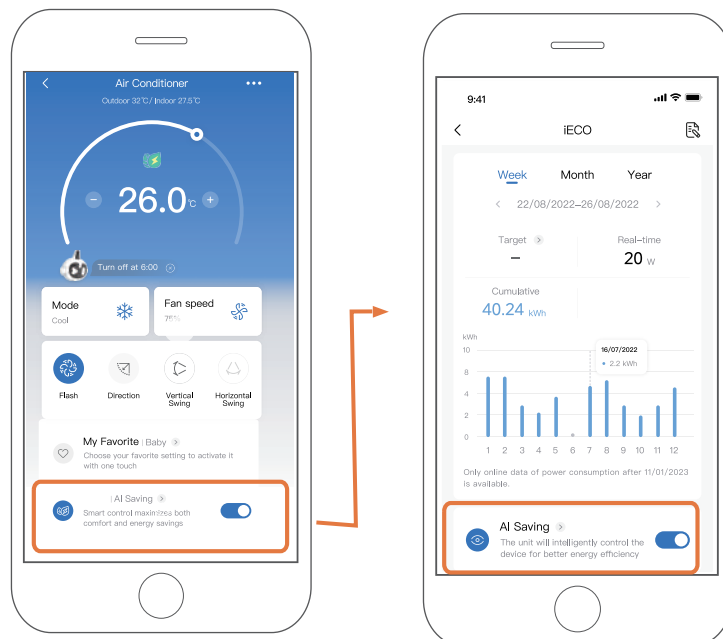 Air Conditioner
Outdoor 32℃/ Indoor 27.5℃
26.0℃
Turn off at 6:00
Mode
Cool
Fan speed
75%
Flash
Direction
Vertical
Swing
Horizontal
Swing
My Favorite | Baby
Choose your favorite setting to activate it
with one touch
| AI Saving
Smart control maximizes both
comfort and energy savings
9:41
iECO
Week Month Year
22/08/2022–26/08/2022
Target
–
Real–time
20 W
Cumulative
40.24 kWh
kWh
10
8
4
2
0
16/07/2022
• 2.2 kWh
1 2 3 4 5 6 7 8 9 10 11 12
Only online data of power consumption after 11/01/2023
is available.
AI Saving
The unit will intelligently control the
device for better energy efficiency